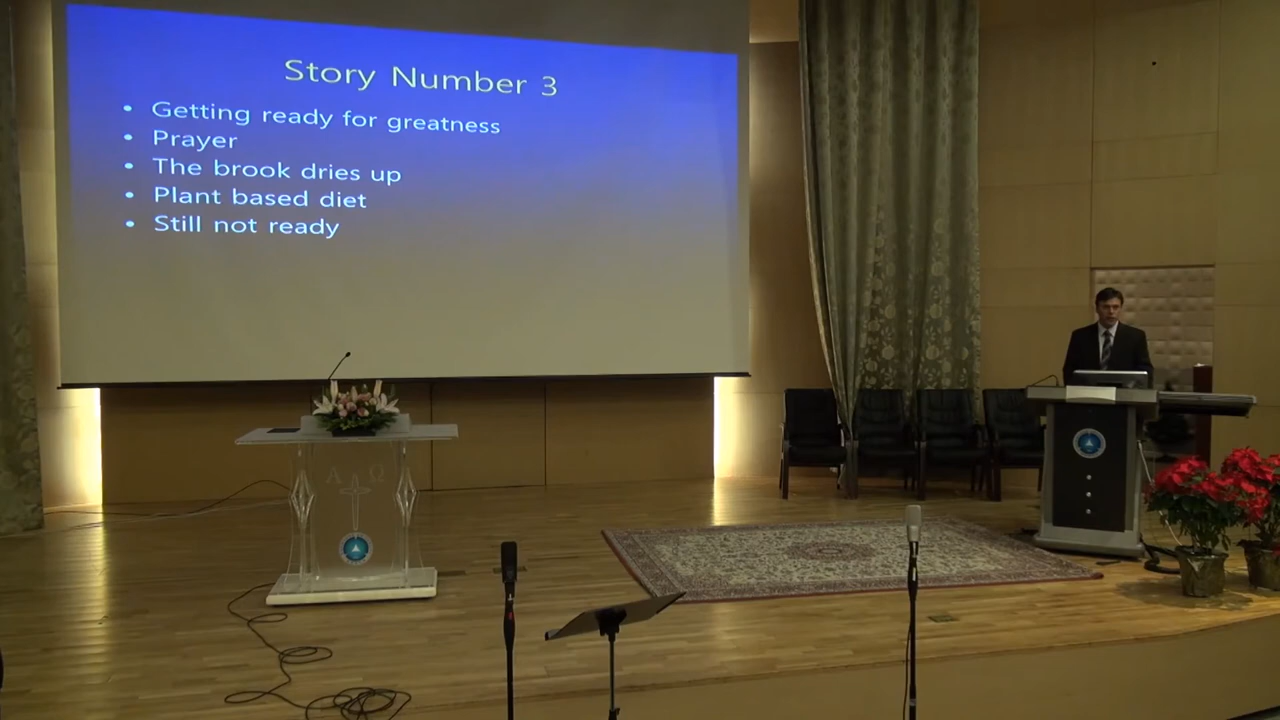 Story Number 3
• Getting ready for greatness
• Prayer
• The brook dries up
• Plant based diet
• Still not ready
Α Ω